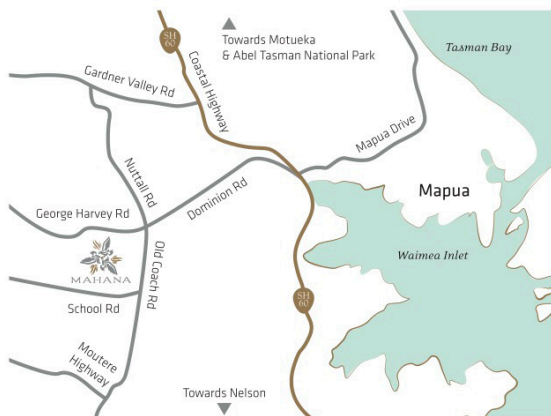 SH
60
Towards Motueka
& Abel Tasman National Park
Tasman Bay
Gardner Valley Rd
Coastal Highway
Mapua Drive
Nuttall Rd
Dominion Rd
Mapua
George Harvey Rd
Waimea Inlet
MAHANA
Old Coach Rd
SH
60
School Rd
Moutere
Highway
Towards Nelson